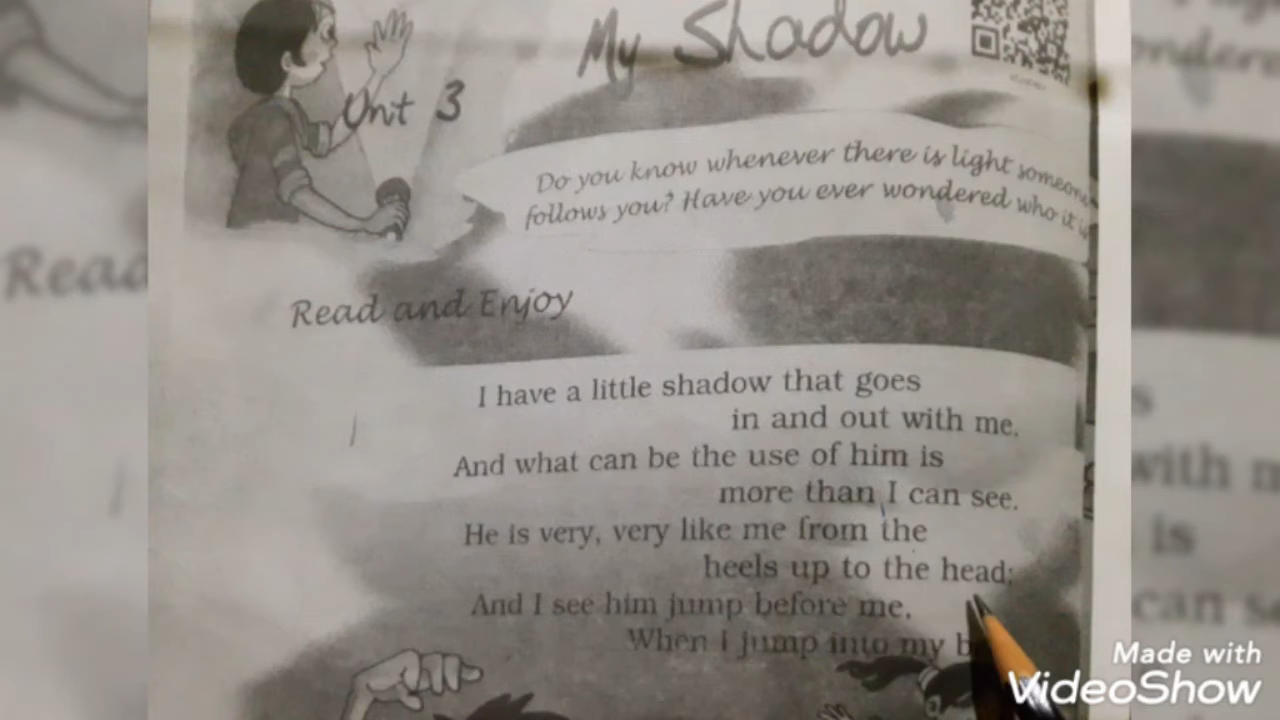 My Shadow
Unit 3
Do you know whenever there is light someone
follows you? Have you ever wondered who it is
Read and Enjoy
I have a little shadow that goes
in and out with me.
And what can be the use of him is
more than I can see.
He is very, very like me from the
heels up to the head;
And I see him jump before me,
When I jump into my
Made with
VideoShow